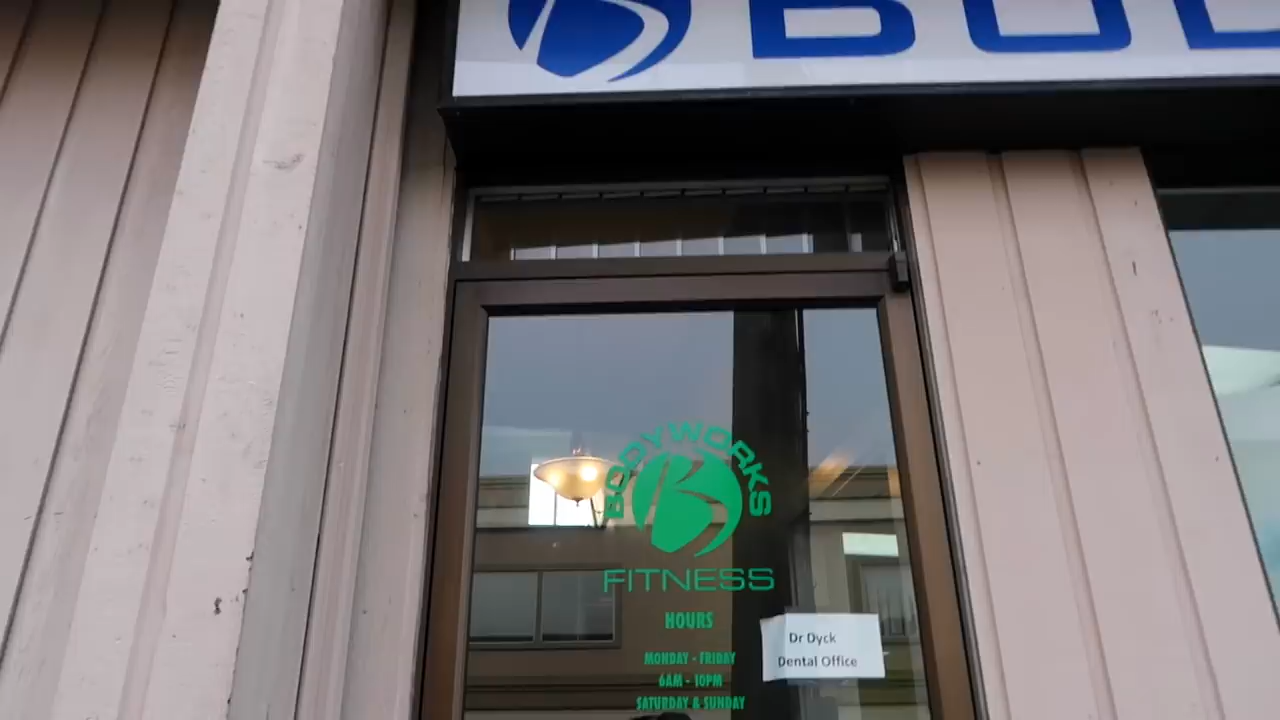 BODYWORKS
FITNESS
HOURS
MONDAY - FRIDAY
6AM - 10PM
SATURDAY & SUNDAY
Dr Dyck
Dental Office